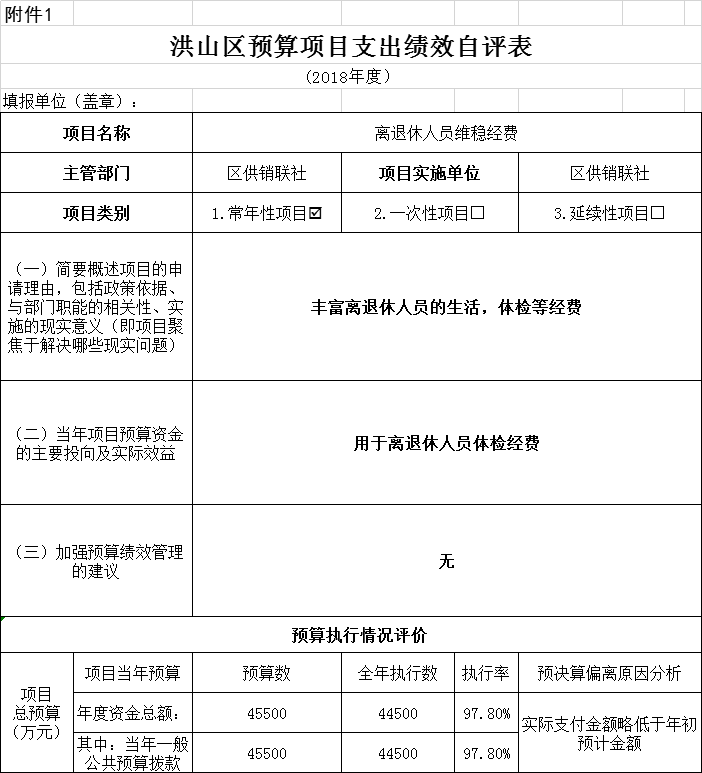 附件1
洪山区预算项目支出绩效自评表
(2018年度)
填报单位（盖章）:
项目名称
离退休人员维稳经费
主管部门
区供销联社
项目实施单位
区供销联社
项目类别
1.常年性项目☑
2.一次性项目□
3.延续性项目□
（一）简要概述项目的申
请理由，包括政策依据、
与部门职能的相关性、实
施的现实意义（即项目聚
焦于解决哪些现实问题）
丰富离退休人员的生活，体检等经费
（二）当年项目预算资金
的主要投向及实际效益
用于离退休人员体检经费
（三）加强预算绩效管理
的建议
无
预算执行情况评价
项目
总预算
（万元）
项目当年预算
预算数
全年执行数
执行率
预决算偏离原因分析
年度资金总额:
45500
44500
97.80%
实际支付金额略低于年初
预计金额
其中：当年一般
公共预算拨款
45500
44500
97.80%